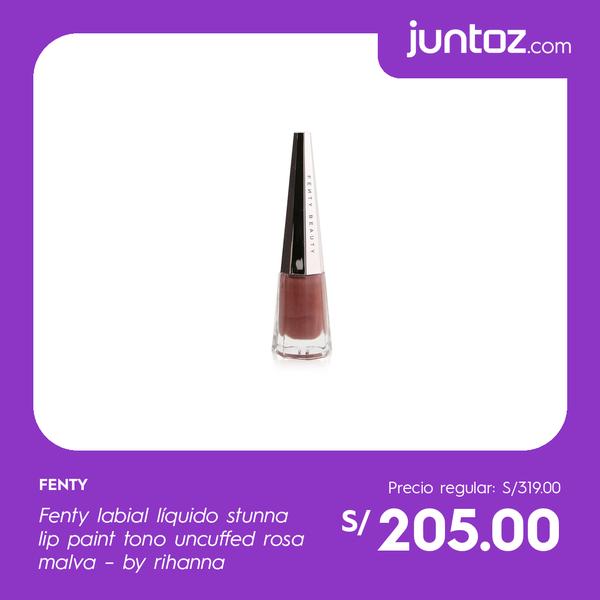 juntoz.com
FENTY BEAUTY
FENTY
Fenty labial líquido stunna
lip paint tono uncuffed rosa
malva - by rihanna
Precio regular: S/319.00
S/ 205.00